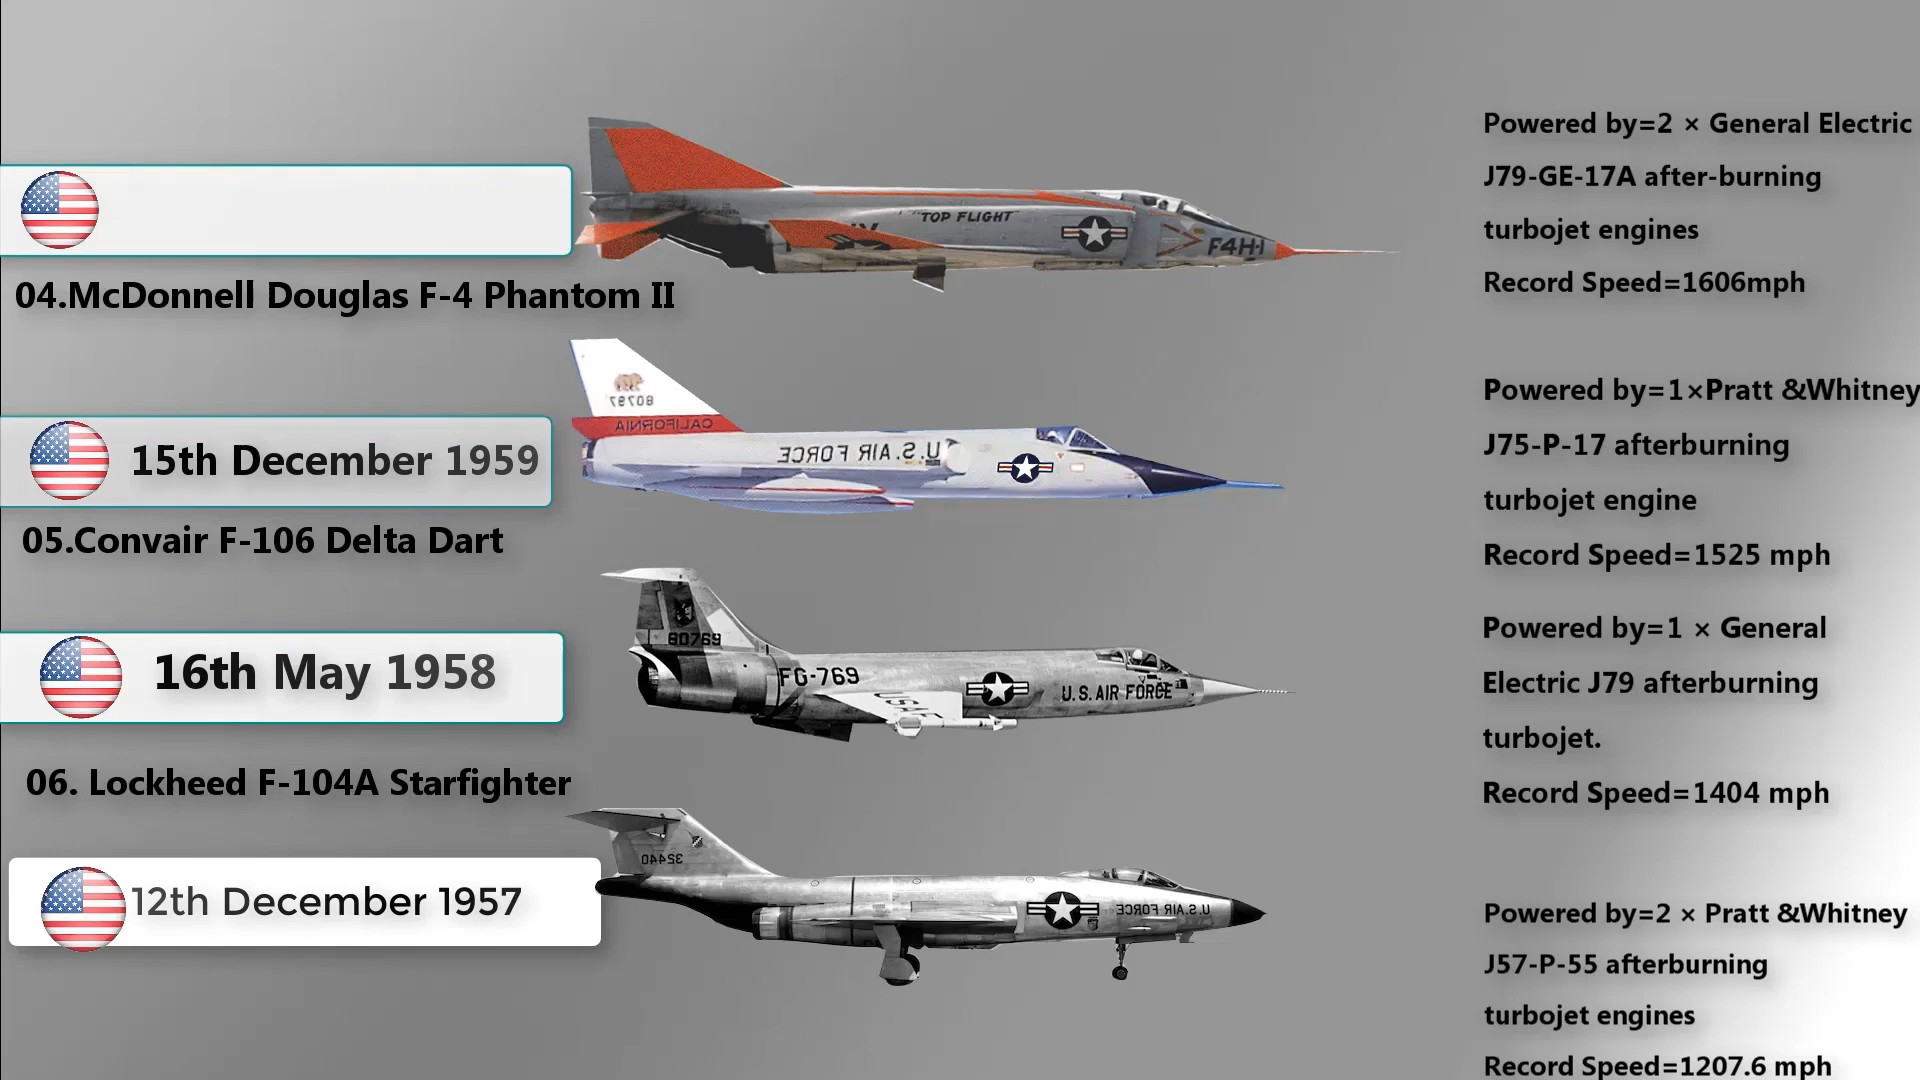 Powered by=2 × General Electric
J79-GE-17A after-burning
turbojet engines
Record Speed=1606mph
"TOP FLIGHT"
F4H-1
04.McDonnell Douglas F-4 Phantom II
80797
CALIFORNIA
U.S. AIR FORCE
15th December 1959
05.Convair F-106 Delta Dart
Powered by=1×Pratt &Whitney
J75-P-17 afterburning
turbojet engine
Record Speed=1525 mph
60769
FG-769
USAF
U.S. AIR FORCE
16th May 1958
06. Lockheed F-104A Starfighter
Powered by=1 × General
Electric J79 afterburning
turbojet.
Record Speed=1404 mph
32440
U.S. AIR FORCE
12th December 1957
Powered by=2 × Pratt &Whitney
J57-P-55 afterburning
turbojet engines
Record Speed=1207.6 mph